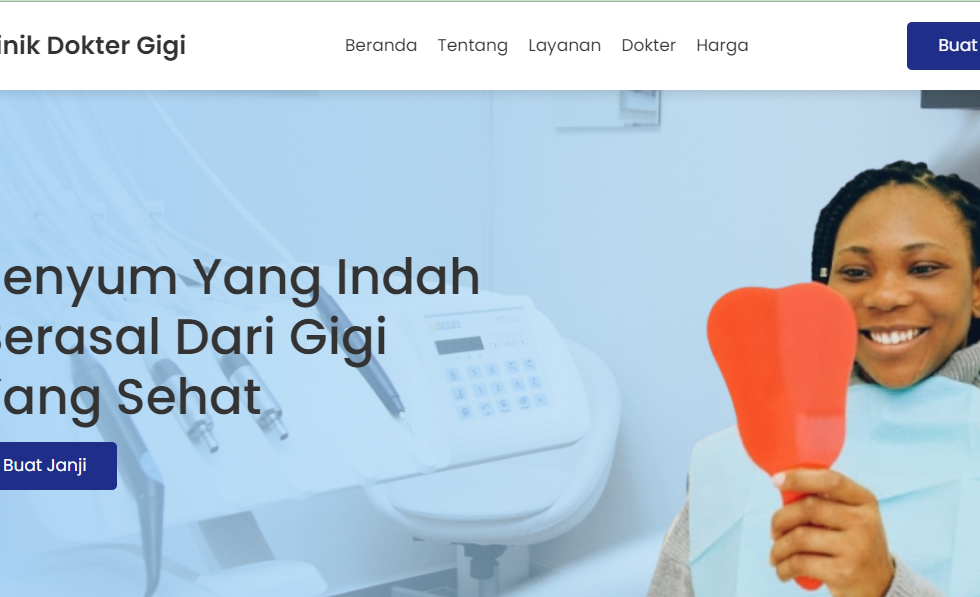 inik Dokter Gigi
Beranda Tentang Layanan Dokter Harga
Buat
enyum Yang Indah
erasal Dari Gigi
ang Sehat
Buat Janji